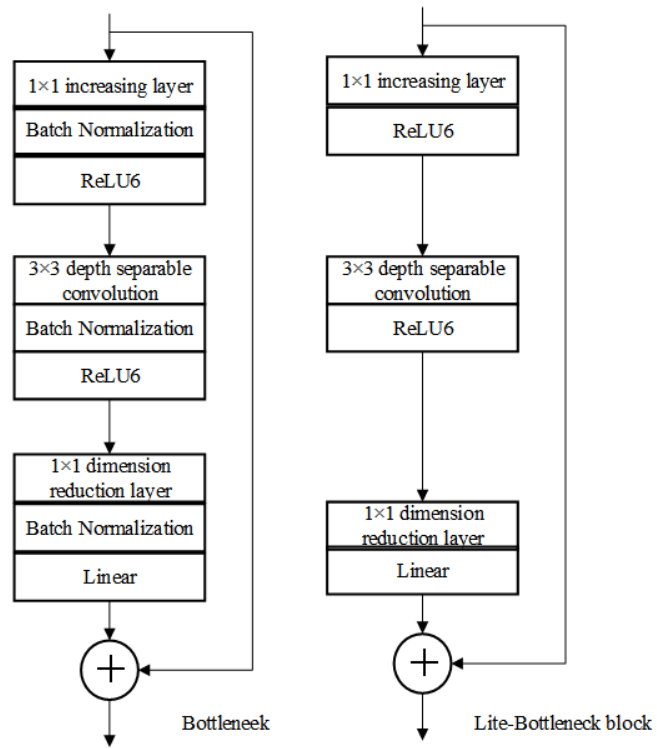 1×1 increasing layer
Batch Normalization
ReLU6
3×3 depth separable
convolution
Batch Normalization
ReLU6
1×1 dimension
reduction layer
Batch Normalization
Linear
Bottleneek
1×1 increasing layer
ReLU6
3×3 depth separable
convolution
ReLU6
1×1 dimension
reduction layer
Linear
Lite-Bottleneck block